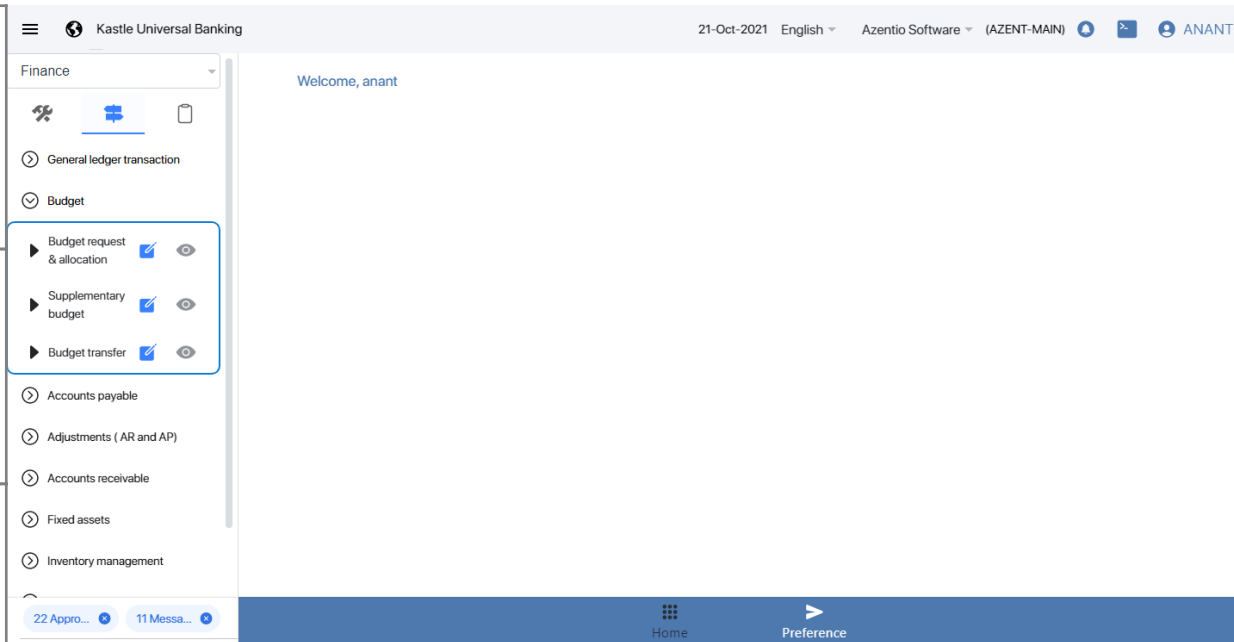 Kastle Universal Banking
21-Oct-2021 English Azentio Software (AZENT-MAIN) ANANT
Finance
Welcome, anant
General ledger transaction
Budget
Budget request
& allocation
Supplementary
budget
Budget transfer
Accounts payable
Adjustments ( AR and AP)
Accounts receivable
Fixed assets
Inventory management
22 Appro...
11 Messa...
Home
Preference